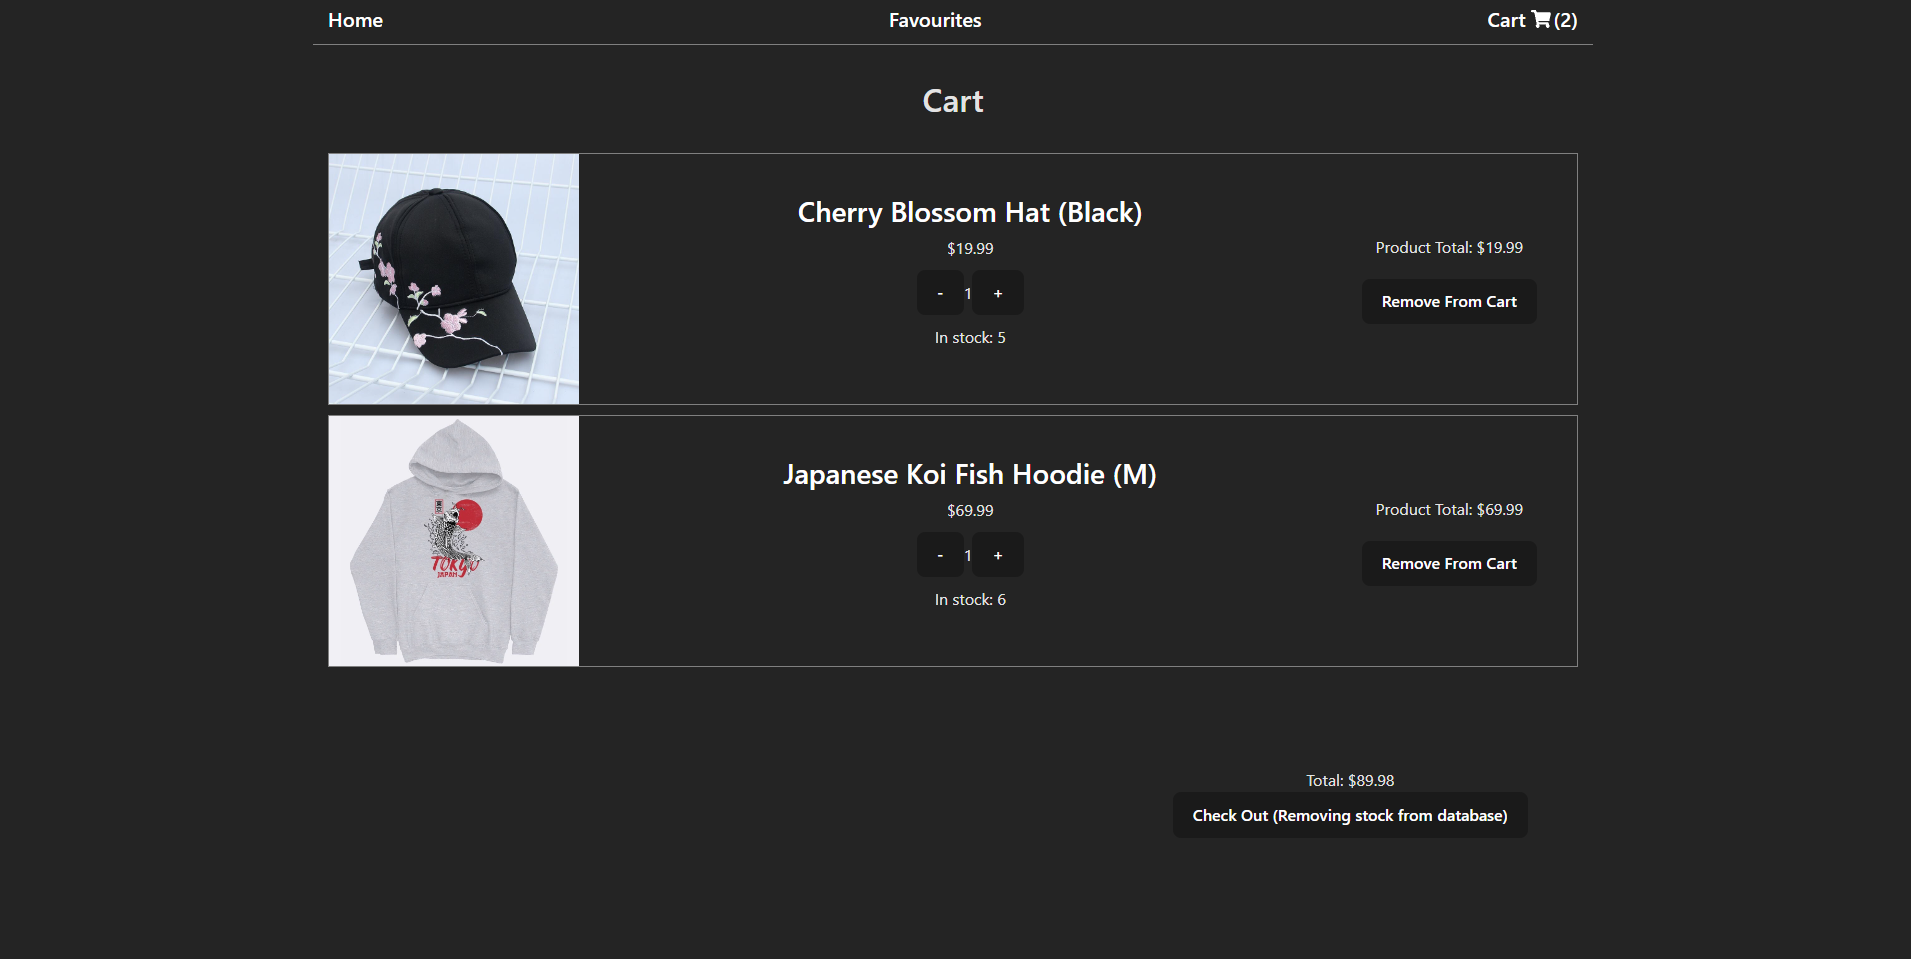 Home
Favourites
Cart (2)
Cart
Cherry Blossom Hat (Black)
$19.99
- 1 +
In stock: 5
Product Total: $19.99
Remove From Cart
TOKYO
JAPAN
Japanese Koi Fish Hoodie (M)
$69.99
- 1 +
In stock: 6
Product Total: $69.99
Remove From Cart
Total: $89.98
Check Out (Removing stock from database)